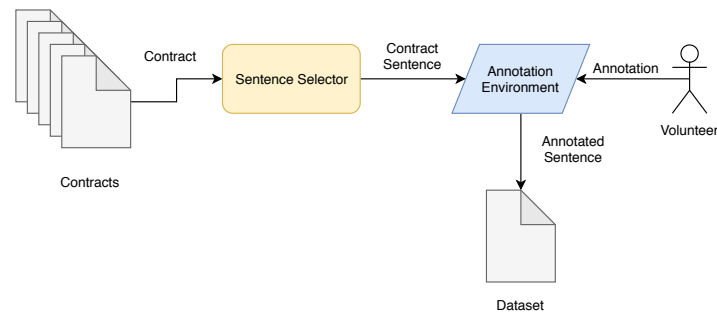 Contract
Contracts
Sentence Selector
Contract
Sentence
Annotation
Environment
Annotation
Volunteer
Annotated
Sentence
Dataset